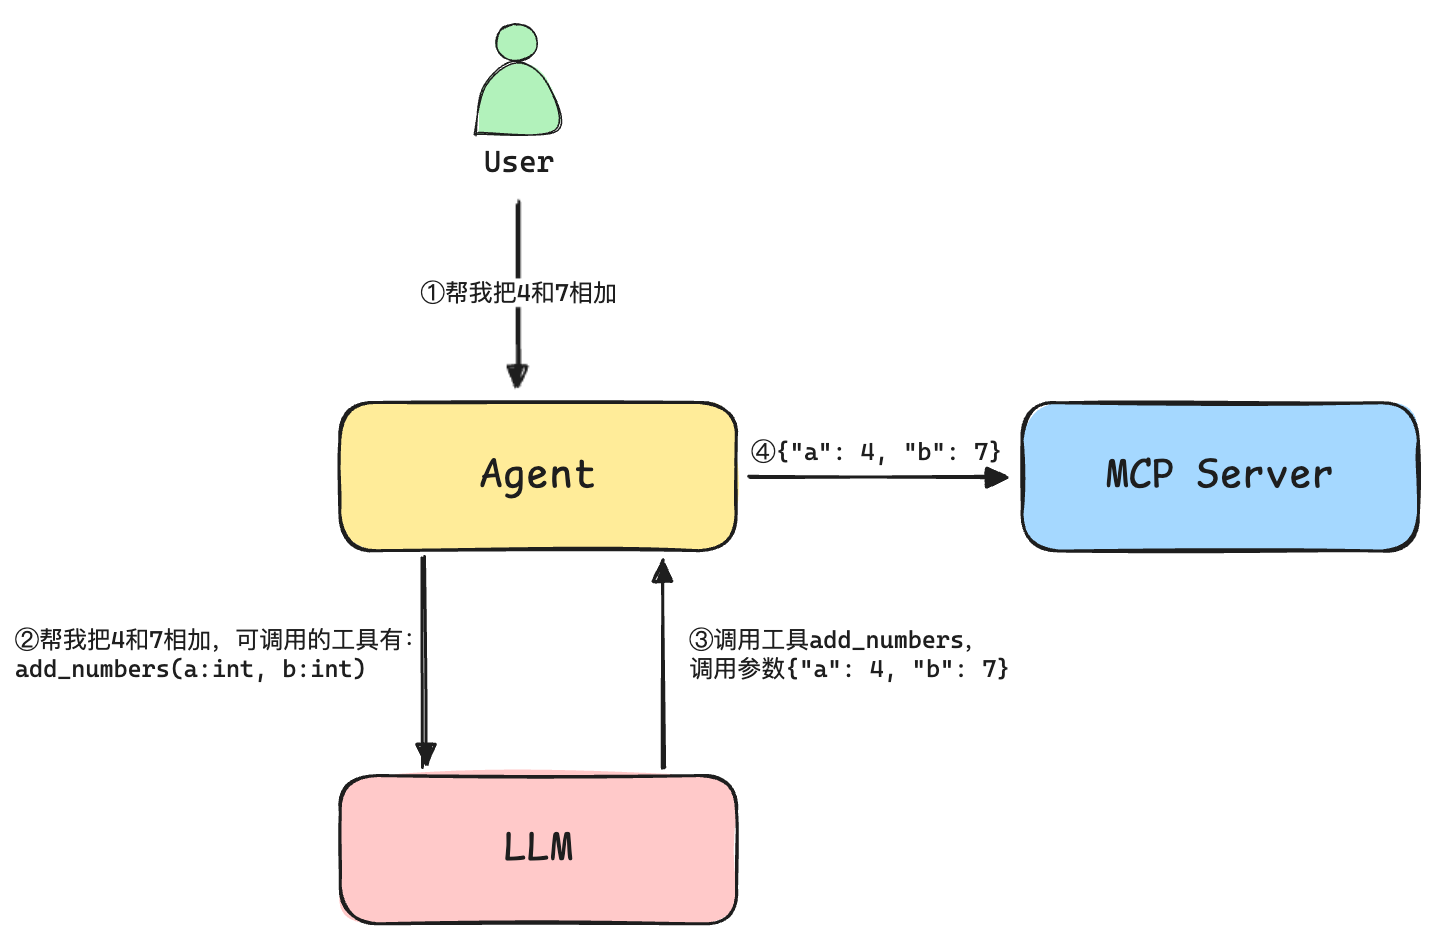 User
①帮我把4和7相加
Agent
④{"a": 4, "b": 7}
MCP Server
②帮我把4和7相加，可调用的工具有：
add_numbers(a:int, b:int)
③调用工具add_numbers，
调用参数{"a": 4, "b": 7}
LLM